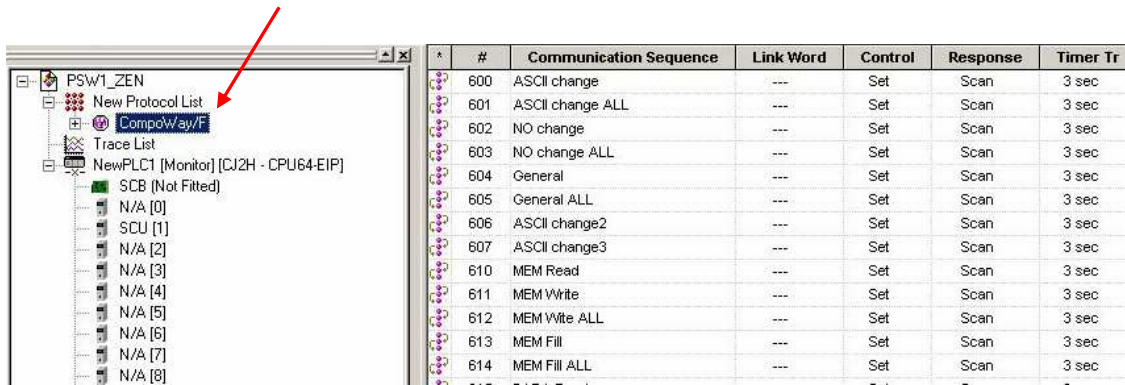 PSW1_ZEN
New Protocol List
CompoWay/F
Trace List
NewPLC1 [Monitor] [CJ2H - CPU64-EIP]
SCB (Not Fitted)
N/A [0]
SCU [1]
N/A [2]
N/A [3]
N/A [4]
N/A [5]
N/A [6]
N/A [7]
N/A [8]
* # Communication Sequence Link Word Control Response Timer Tr
600 ASCII change --- Set Scan 3 sec
601 ASCII change ALL --- Set Scan 3 sec
602 NO change --- Set Scan 3 sec
603 NO change ALL --- Set Scan 3 sec
604 General --- Set Scan 3 sec
605 General ALL --- Set Scan 3 sec
606 ASCII change2 --- Set Scan 3 sec
607 ASCII change3 --- Set Scan 3 sec
610 MEM Read --- Set Scan 3 sec
611 MEM Write --- Set Scan 3 sec
612 MEM Wite ALL --- Set Scan 3 sec
613 MEM Fill --- Set Scan 3 sec
614 MEM Fill ALL --- Set Scan 3 sec